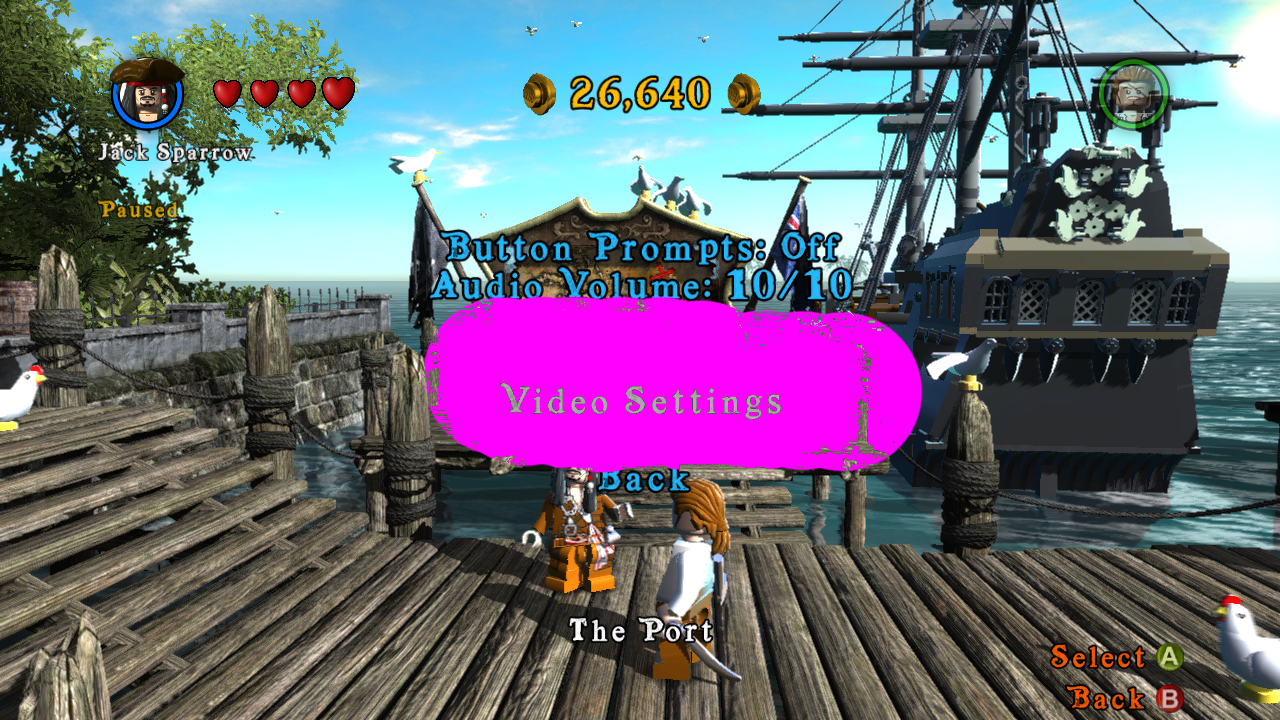 26,640
Jack Sparrow
Paused
Button Prompts: Off
Audio Volume: 10/10
Video Settings
Back
The Port
Select A
Back B